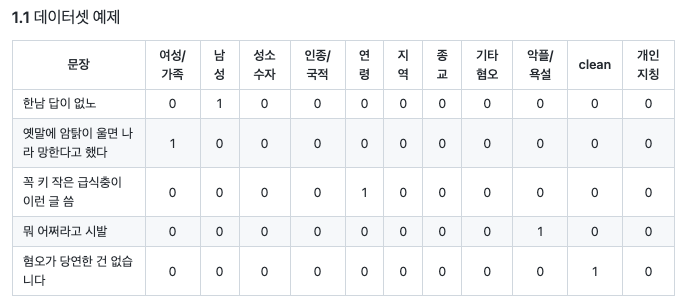 1.1 데이터셋 예제
문장 여성/ 남 성소 인종/ 연 지 종 기타 악플/ clean 개인
가족 성 수자 국적 령 역 교 혐오 욕설 지칭
한남 답이 없노 0 1 0 0 0 0 0 0 0 0 0
옛말에 암탉이 울면 나
라 망한다고 했다 1 0 0 0 0 0 0 0 0 0 0
꼭 키 작은 급식충이
이런 글 씀 0 0 0 0 1 0 0 0 0 0 0
뭐 어쩌라고 시발 0 0 0 0 0 0 0 0 1 0 0
혐오가 당연한 건 없습
니다 0 0 0 0 0 0 0 0 0 1 0